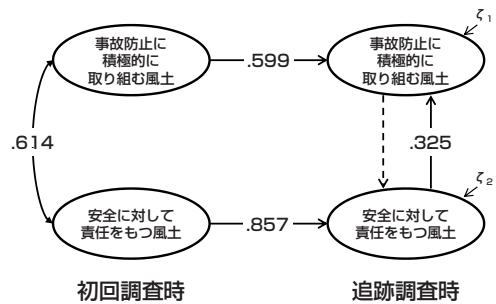 ζ₁
事故防止に
積極的に
取り組む風土
.599
事故防止に
積極的に
取り組む風土
.614
.325
ζ₂
安全に対して
責任をもつ風土
.857
安全に対して
責任をもつ風土
初回調査時
追跡調査時